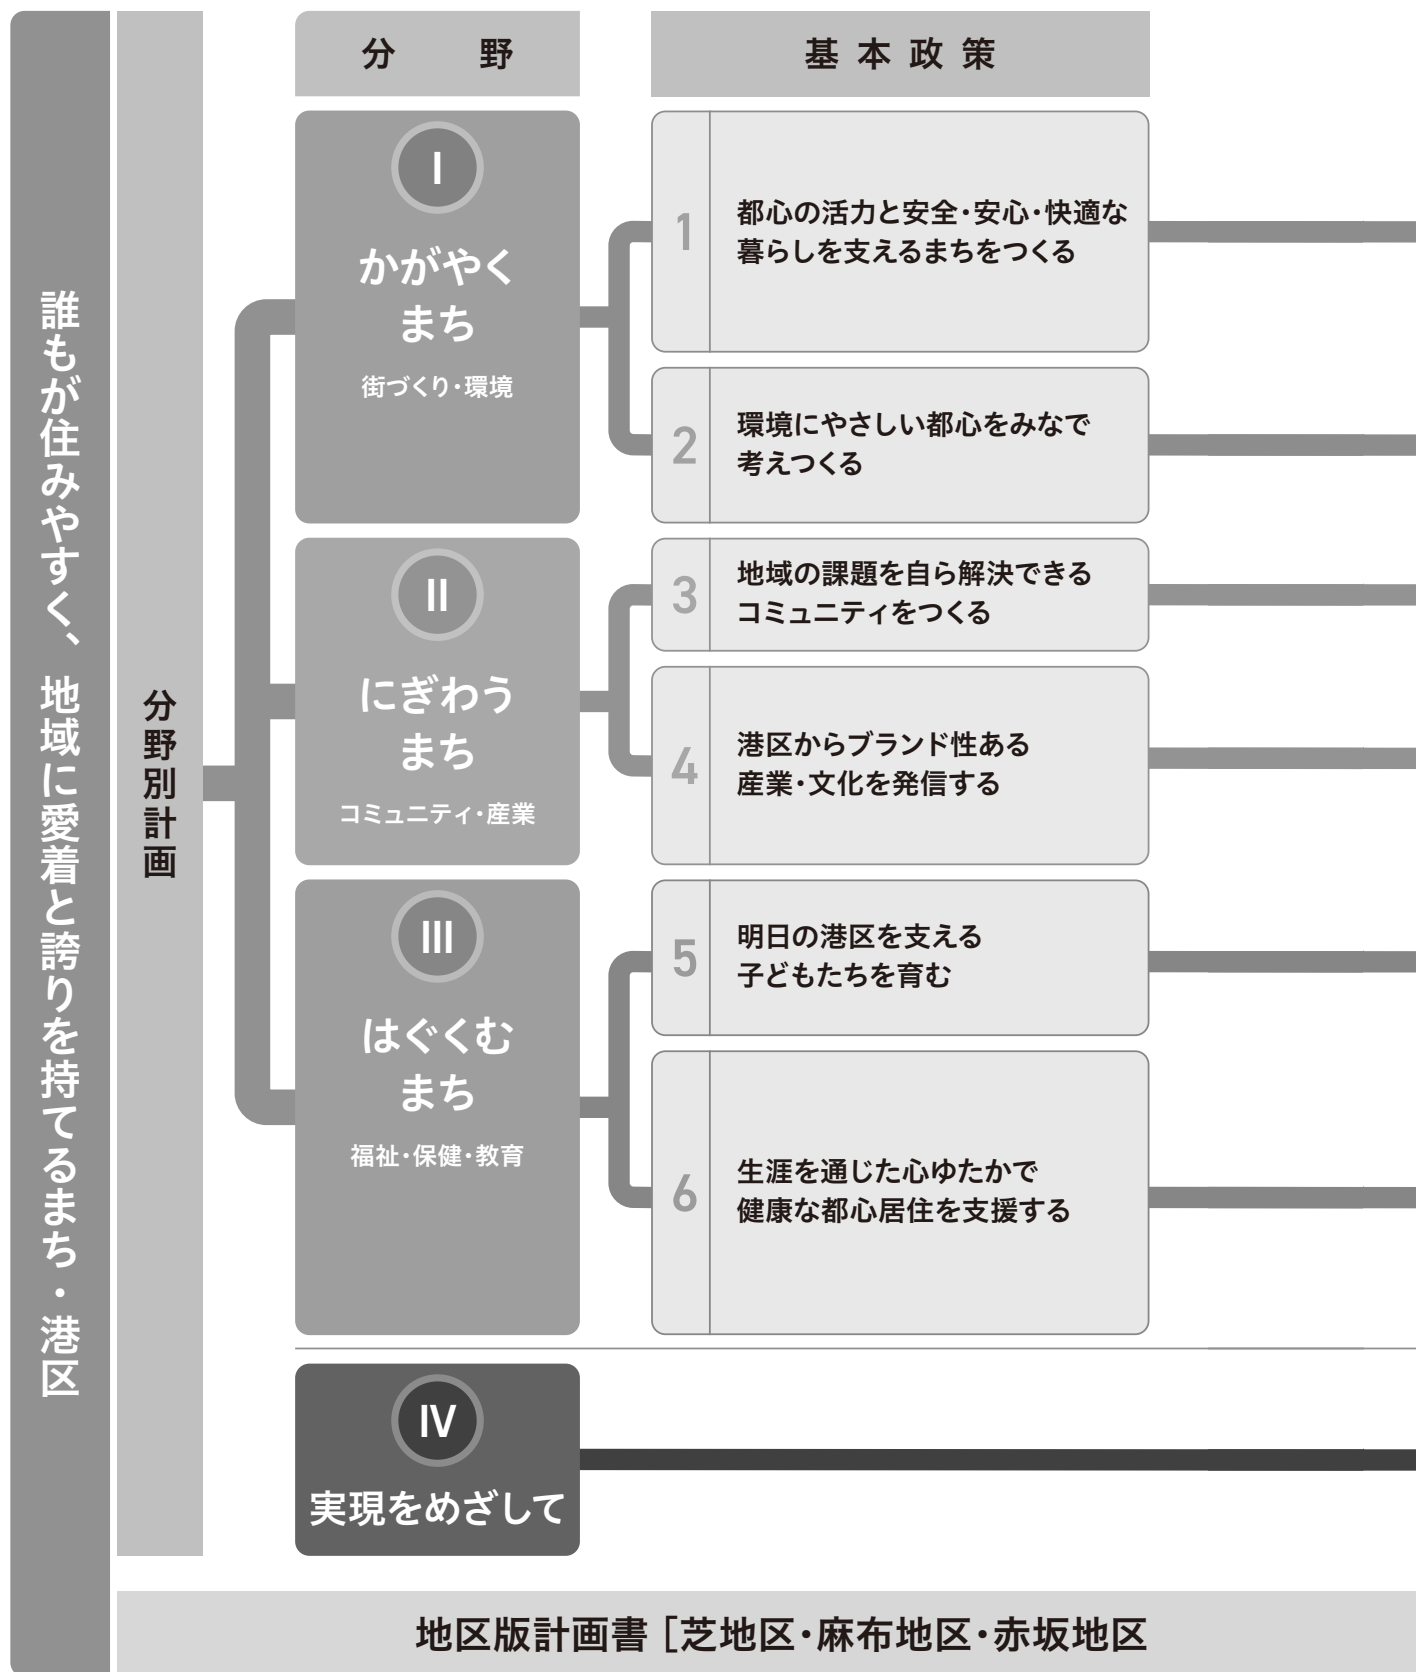 誰もが住みやすく、地域に愛着と誇りを持てるまち・港区
分野別計画
分野
基本政策
I
かがやく
まち
街づくり・環境
1
都心の活力と安全・安心・快適な
暮らしを支えるまちをつくる
2
環境にやさしい都心をみなで
考えつくる
II
にぎわう
まち
コミュニティ・産業
3
地域の課題を自ら解決できる
コミュニティをつくる
4
港区からブランド性ある
産業・文化を発信する
III
はぐくむ
まち
福祉・保健・教育
5
明日の港区を支える
子どもたちを育む
6
生涯を通じた心ゆたかで
健康な都心居住を支援する
IV
実現をめざして
地区版計画書［芝地区・麻布地区・赤坂地区